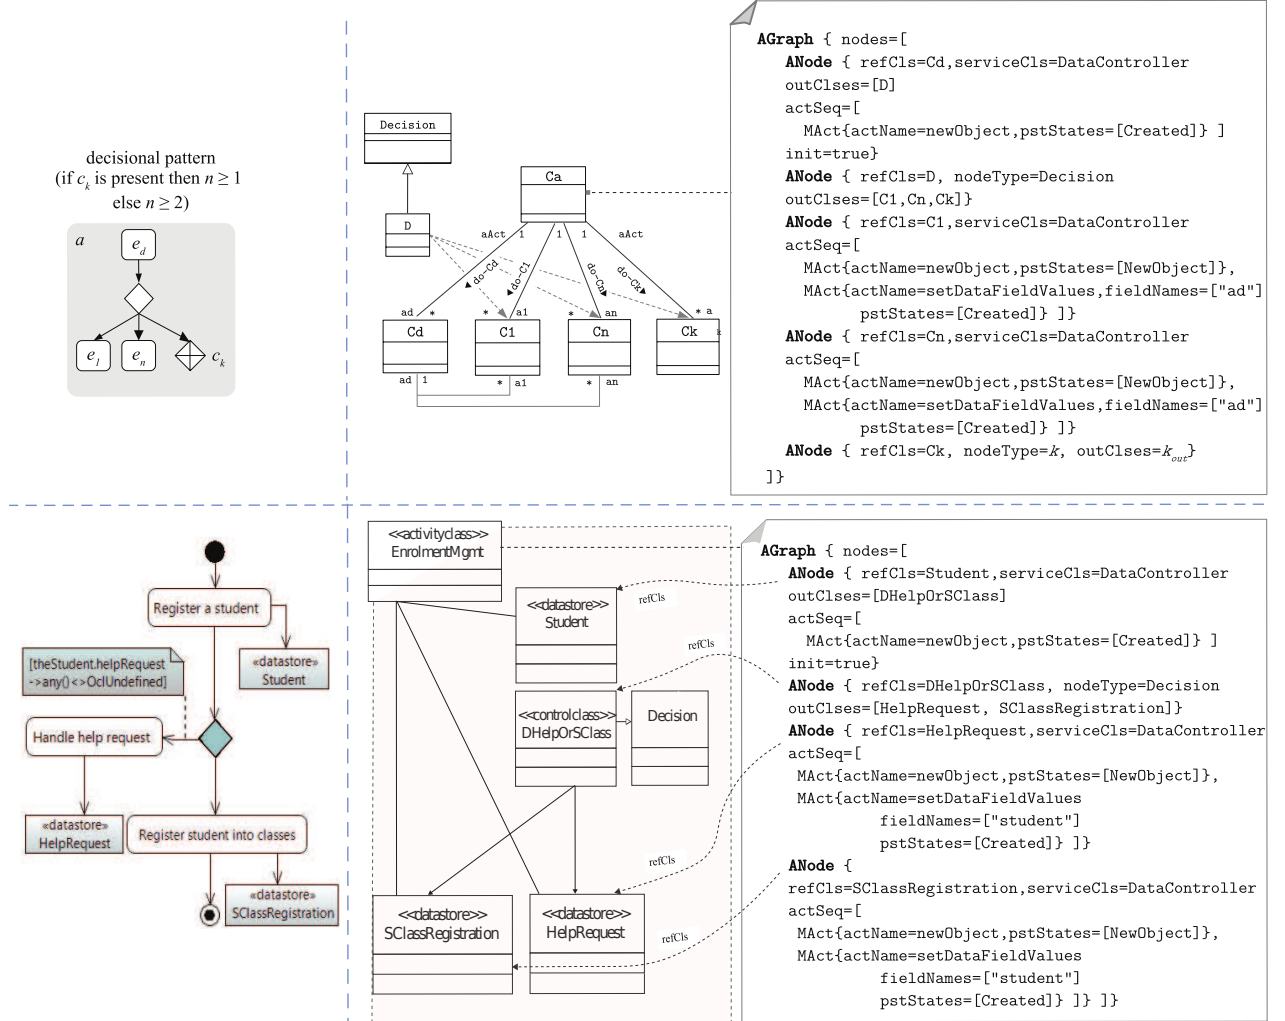 decisional pattern
(if ck is present then n ≥ 1
else n ≥ 2)
a
ed
e1
en
ck
Decision
D
Ca
aAct
1
1
1
aAct
do-Cd
do-C1
do-Cn
do-Ck
ad
*
*
a1
*
an
*
a
k
Cd
C1
Cn
Ck
ad
1
*
a1
*
an
AGraph { nodes=[
ANode { refCls=Cd,serviceCls=DataController
outClses=[D]
actSeq=[
MAct{actName=newObject,pstStates=[Created]} ]
init=true}
ANode { refCls=D, nodeType=Decision
outClses=[C1,Cn,Ck]}
ANode { refCls=C1,serviceCls=DataController
actSeq=[
MAct{actName=newObject,pstStates=[NewObject]},
MAct{actName=setDataFieldValues,fieldNames=["ad"]
pstStates=[Created]} ]}
ANode { refCls=Cn,serviceCls=DataController
actSeq=[
MAct{actName=newObject,pstStates=[NewObject]},
MAct{actName=setDataFieldValues,fieldNames=["ad"]
pstStates=[Created]} ]}
ANode { refCls=Ck, nodeType=k, outClses=kout}
]}
Register a student
[theStudent.helpRequest
->any()<>OclUndefined]
«datastore»
Student
Handle help request
«datastore»
HelpRequest
Register student into classes
«datastore»
SClassRegistration
<<activityclass>>
EnrolmentMgmt
<<datastore>>
Student
<<controlclass>>
DHelpOrSClass
Decision
<<datastore>>
SClassRegistration
<<datastore>>
HelpRequest
refCls
refCls
refCls
refCls
AGraph { nodes=[
ANode { refCls=Student,serviceCls=DataController
outClses=[DHelpOrSClass]
actSeq=[
MAct{actName=newObject,pstStates=[Created]} ]
init=true}
ANode { refCls=DHelpOrSClass, nodeType=Decision
outClses=[HelpRequest, SClassRegistration]}
ANode { refCls=HelpRequest,serviceCls=DataController
actSeq=[
MAct{actName=newObject,pstStates=[NewObject]},
MAct{actName=setDataFieldValues
fieldNames=["student"]
pstStates=[Created]} ]}
ANode {
refCls=SClassRegistration,serviceCls=DataController
actSeq=[
MAct{actName=newObject,pstStates=[NewObject]},
MAct{actName=setDataFieldValues
fieldNames=["student"]
pstStates=[Created]} ]} ]}